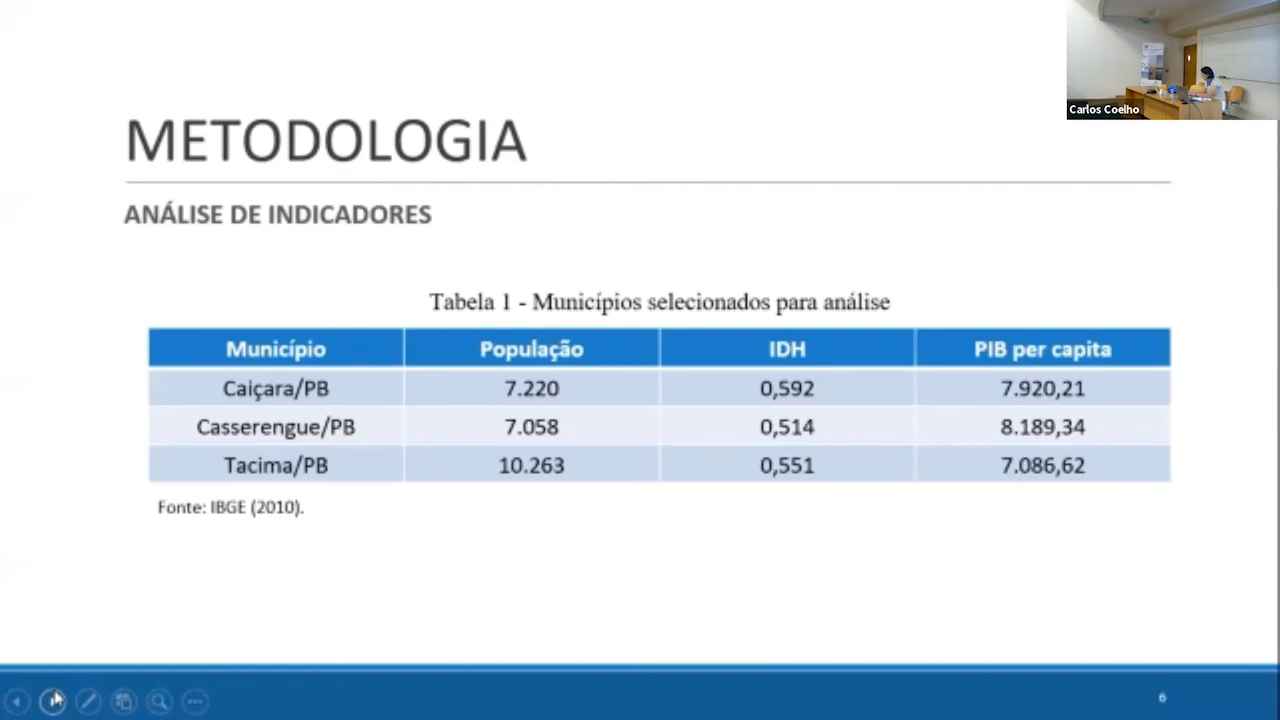 Carlos Coelho
METODOLOGIA
ANÁLISE DE INDICADORES
Tabela 1 - Municípios selecionados para análise
Município População IDH PIB per capita
Caiçara/PB 7.220 0,592 7.920,21
Casserengue/PB 7.058 0,514 8.189,34
Tacima/PB 10.263 0,551 7.086,62
Fonte: IBGE (2010).
6